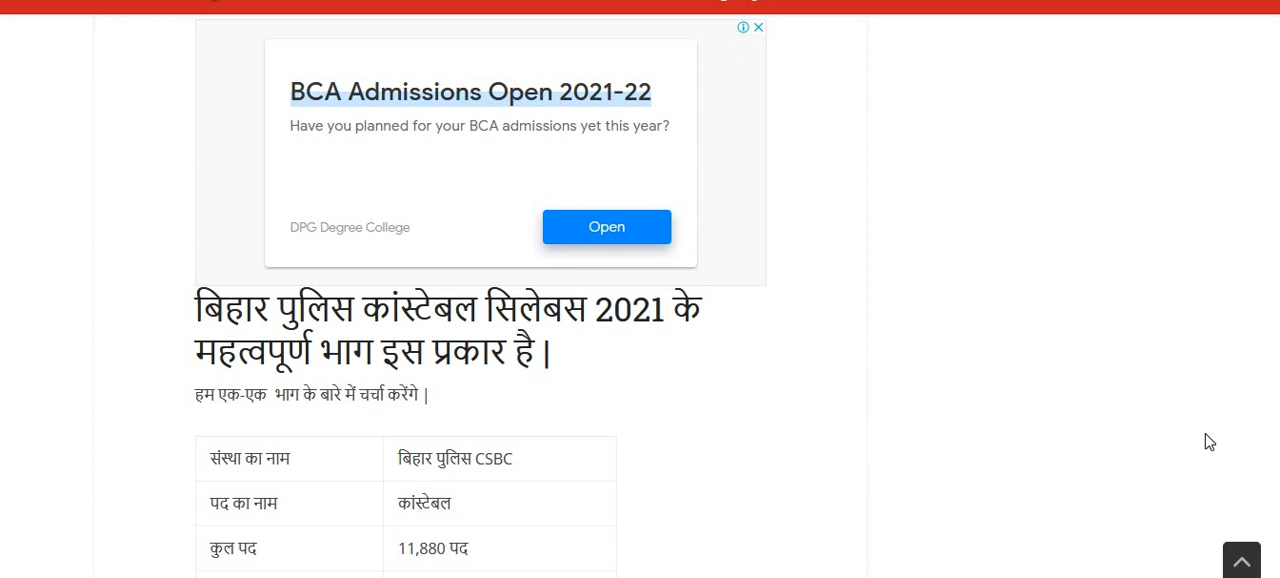 BCA Admissions Open 2021-22
Have you planned for your BCA admissions yet this year?
DPG Degree College
Open
बिहार पुलिस कांस्टेबल सिलेबस 2021 के
महत्वपूर्ण भाग इस प्रकार है |
हम एक-एक भाग के बारे में चर्चा करेंगे |
संस्था का नाम बिहार पुलिस CSBC
पद का नाम कांस्टेबल
कुल पद 11,880 पद